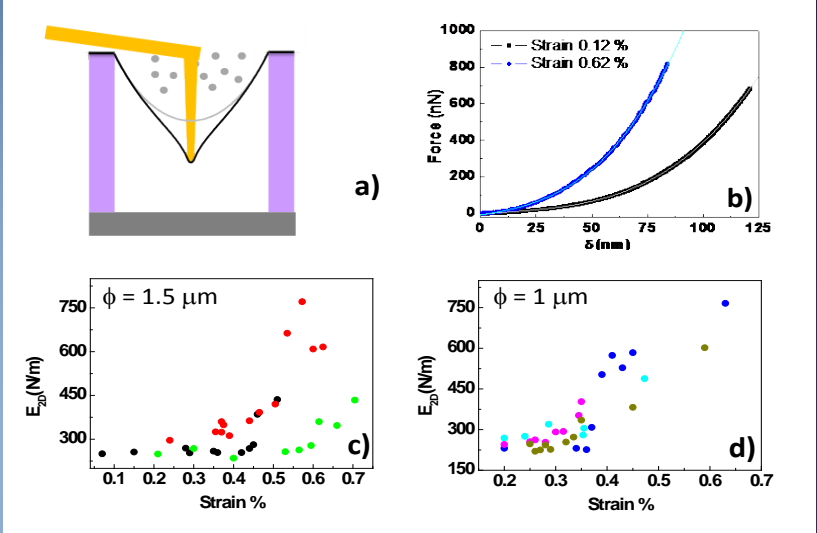 a)
1000
800
600
400
200
0
Force (nN)
Strain 0.12 %
Strain 0.62 %
b)
0 25 50 75 100 125
δ(nm)
ϕ = 1.5 μm
750
600
450
300
E2D(N/m)
c)
0.1 0.2 0.3 0.4 0.5 0.6 0.7
Strain %
ϕ = 1 μm
750
600
450
300
150
E2D(N/m)
d)
0.2 0.3 0.4 0.5 0.6 0.7
Strain %